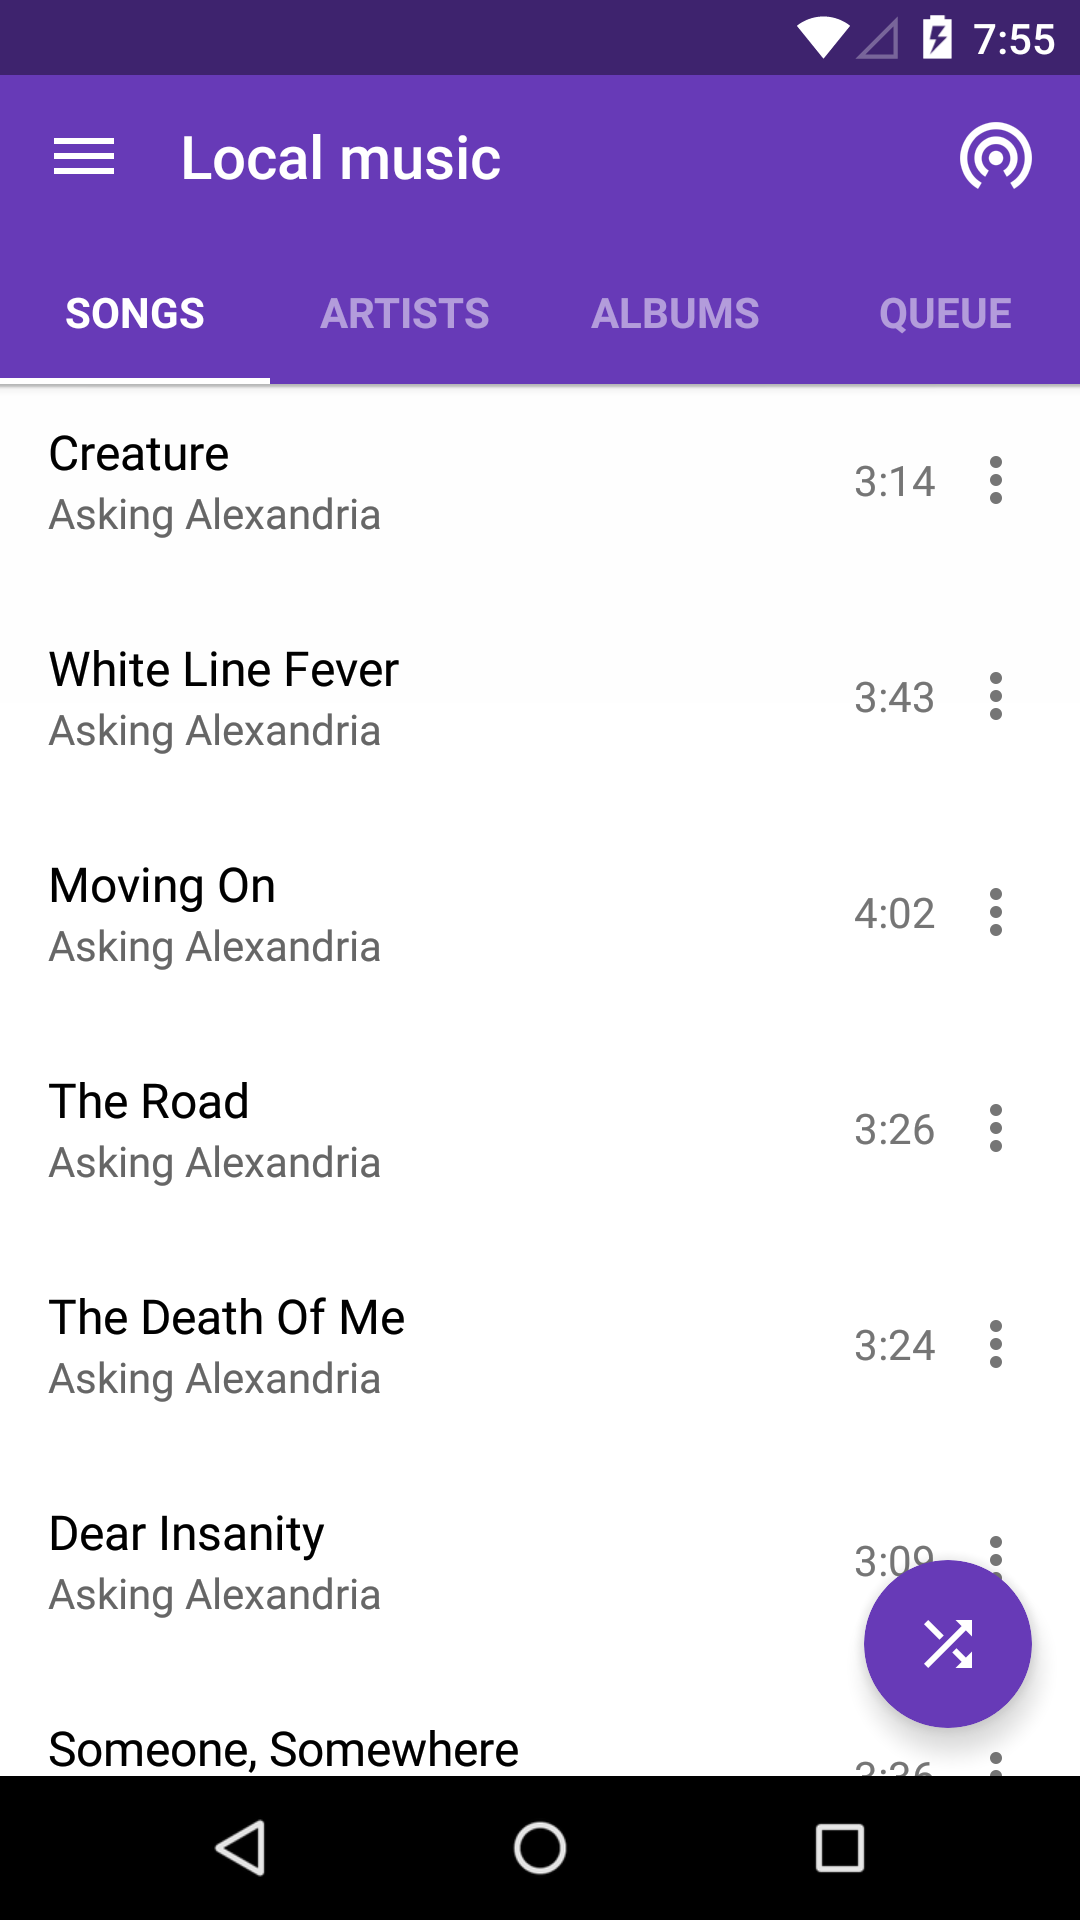 7:55
Local music
SONGS ARTISTS ALBUMS QUEUE
Creature
3:14
Asking Alexandria
White Line Fever
3:43
Asking Alexandria
Moving On
4:02
Asking Alexandria
The Road
3:26
Asking Alexandria
The Death Of Me
3:24
Asking Alexandria
Dear Insanity
3:09
Asking Alexandria
Someone, Somewhere
3:36